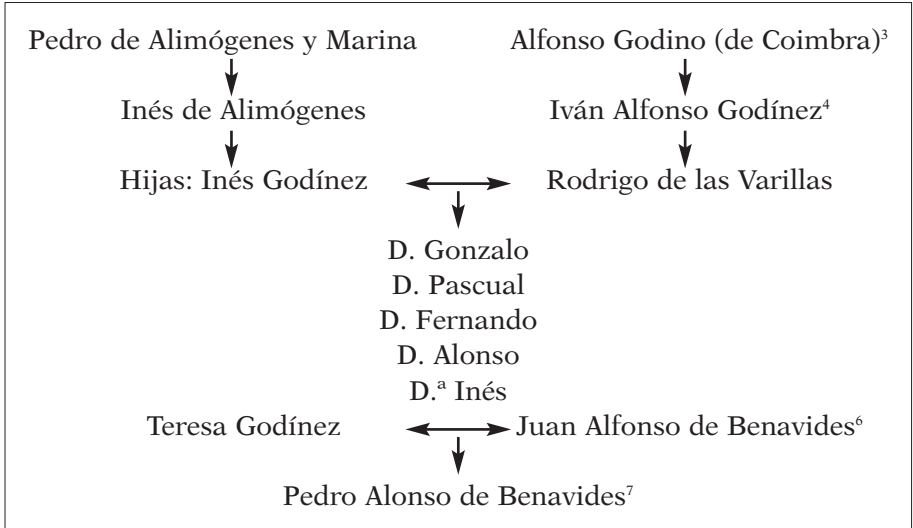 Pedro de Alimógenes y Marina Alfonso Godino (de Coimbra)³
Inés de Alimógenes Iván Alfonso Godínez⁴
Hijas: Inés Godínez Rodrigo de las Varillas
D. Gonzalo
D. Pascual
D. Fernando
D. Alonso
D.ª Inés
Teresa Godínez Juan Alfonso de Benavides⁶
Pedro Alonso de Benavides⁷